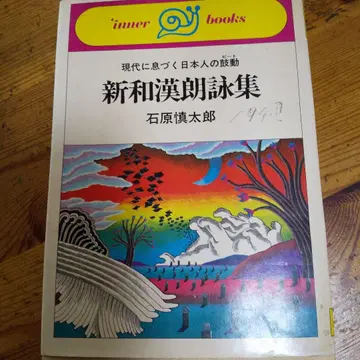 'inner books
現代に息づく日本人の鼓動
ビート
新和漢朗詠集
石原慎太郎